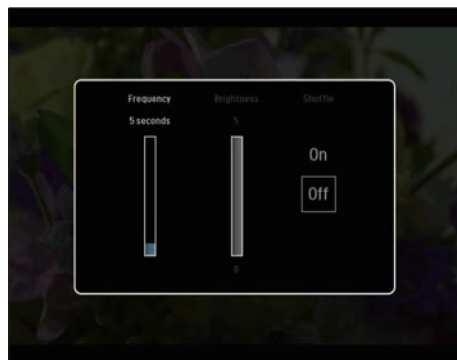 Frequency
Brightness
Shuffle
5 seconds
5
On
Off
0